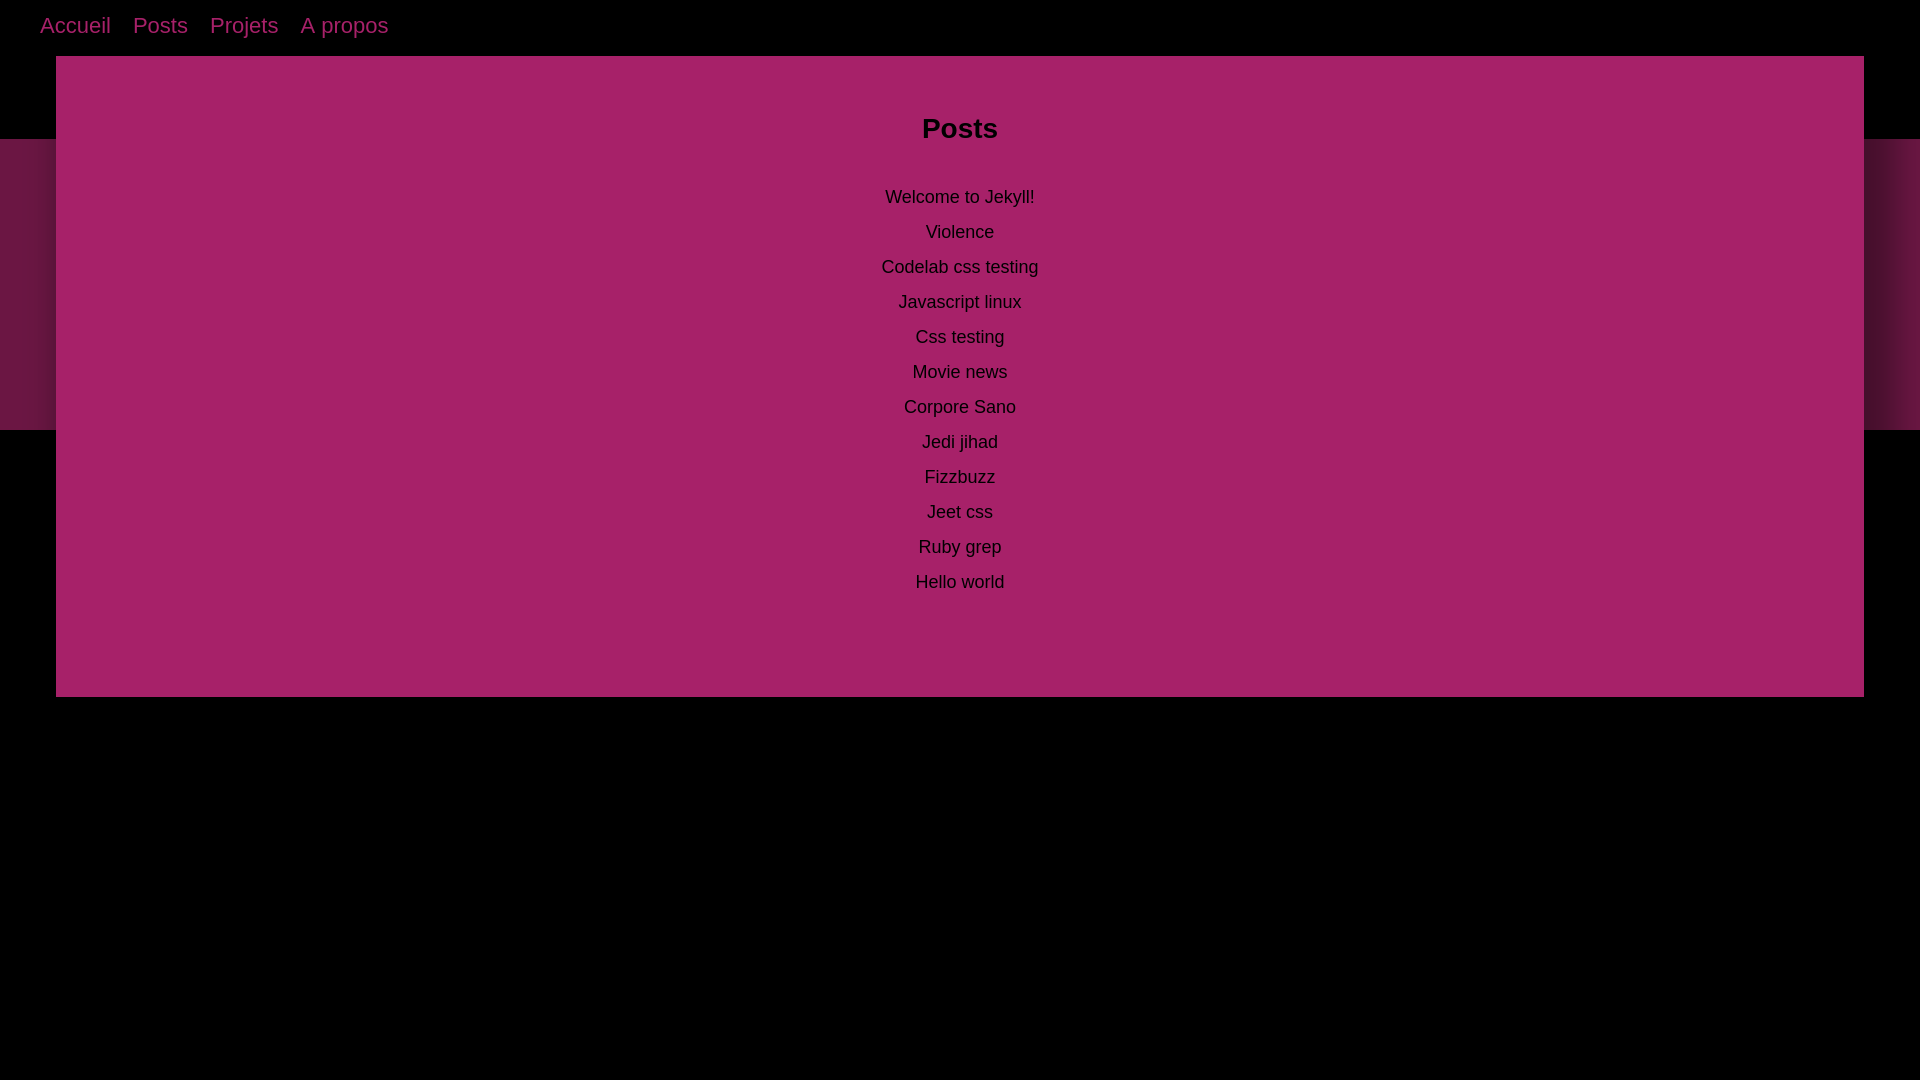 Accueil Posts Projets A propos
Posts
Welcome to Jekyll!
Violence
Codelab css testing
Javascript linux
Css testing
Movie news
Corpore Sano
Jedi jihad
Fizzbuzz
Jeet css
Ruby grep
Hello world